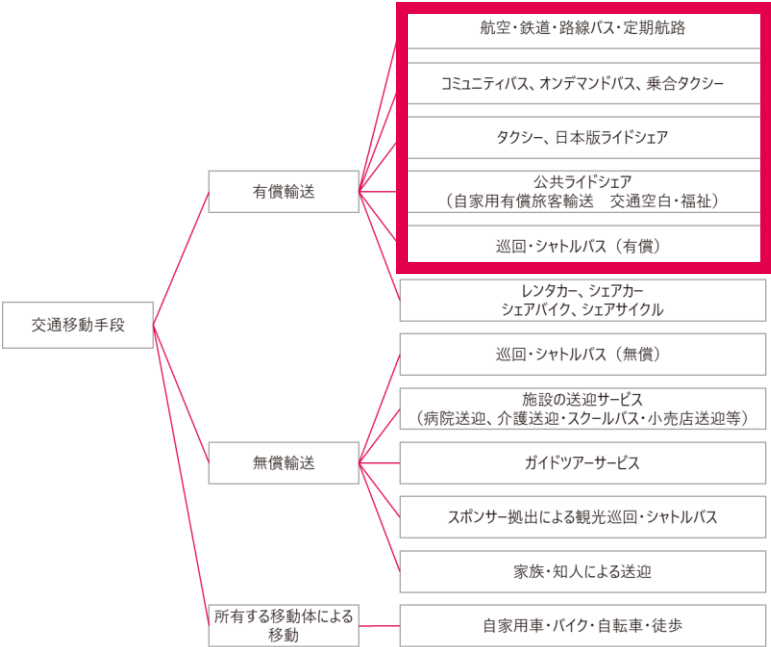 航空・鉄道・路線バス・定期航路
コミュニティバス、オンデマンドバス、乗合タクシー
タクシー、日本版ライドシェア
有償輸送
公共ライドシェア
（自家用有償旅客輸送　交通空白・福祉）
巡回・シャトルバス（有償）
レンタカー、シェアカー
シェアバイク、シェアサイクル
交通移動手段
巡回・シャトルバス（無償）
施設の送迎サービス
（病院送迎、介護送迎・スクールバス・小売店送迎等）
無償輸送
ガイドツアーサービス
スポンサー拠出による観光巡回・シャトルバス
家族・知人による送迎
所有する移動体による
移動
自家用車・バイク・自転車・徒歩